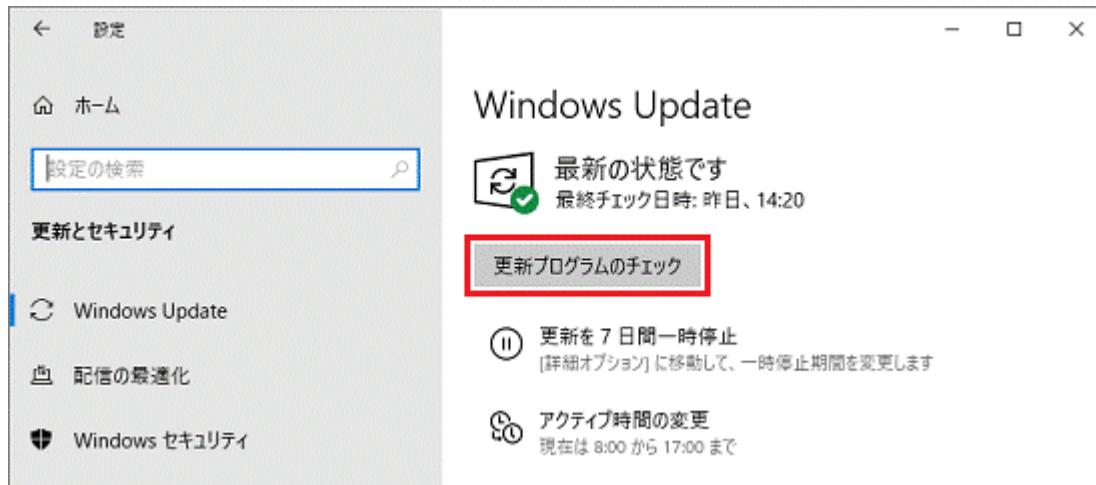 設定
ホーム
設定の検索
更新とセキュリティ
Windows Update
配信の最適化
Windows セキュリティ
Windows Update
最新の状態です
最終チェック日時: 昨日、14:20
更新プログラムのチェック
更新を 7 日間一時停止
[詳細オプション] に移動して、一時停止期間を変更します
アクティブ時間の変更
現在は 8:00 から 17:00 まで